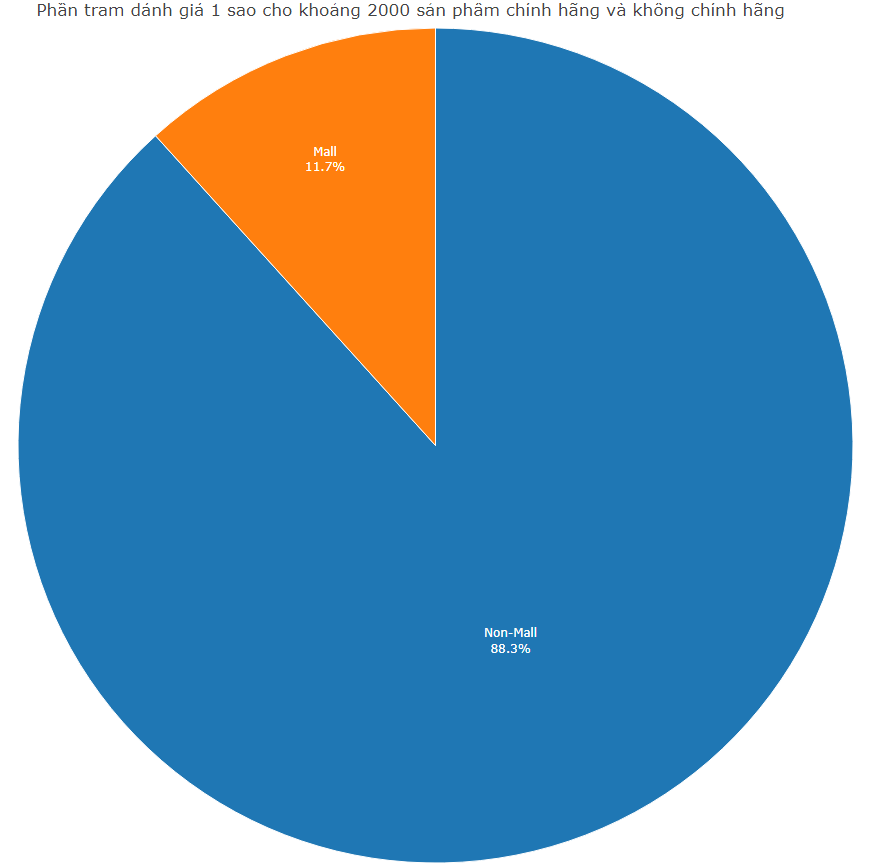 Phần tram dánh giá 1 sao cho khoảng 2000 sản phẩm chính hãng và không chính hãng
Mall
11.7%
Non-Mall
88.3%